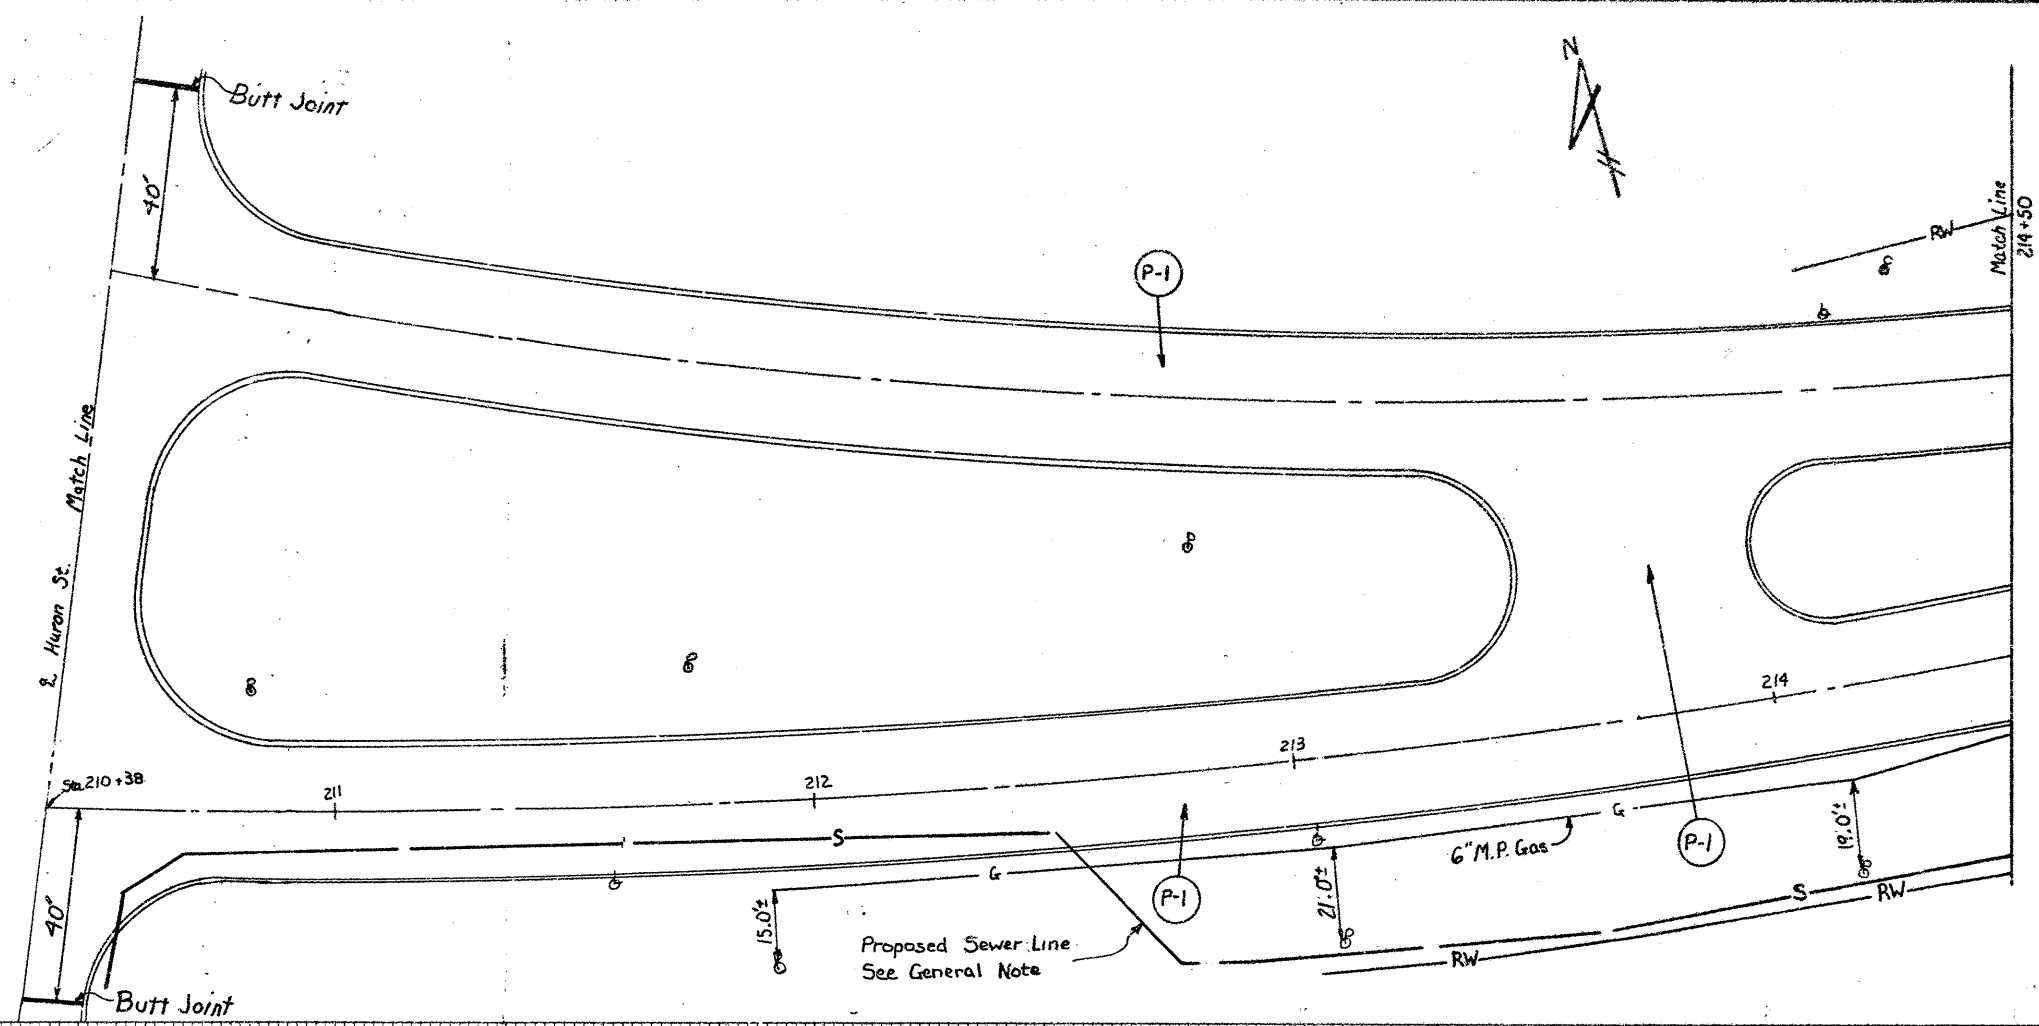 Butt Joint
N
40'
P-1
RW
Match Line
214+50
Match Line
Huron St.
214
213
Sta. 210+38
211
212
S
G
6" M.P. Gas
P-1
19.0'±
G
P-1
15.0'±
21.0'±
40'
S
RW
Proposed Sewer Line
See General Note
RW
Butt Joint